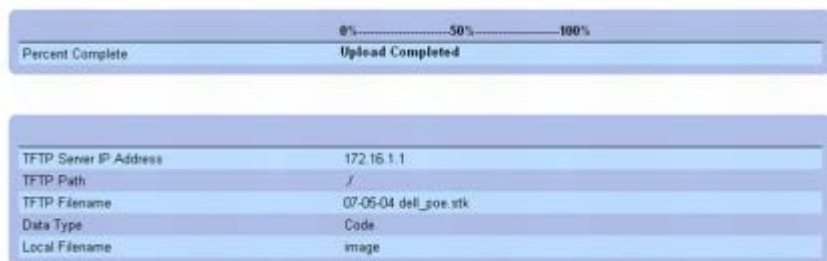 0%----------------------50%--------------------100%
Percent Complete Upload Completed
TFTP Server IP Address 172.16.1.1
TFTP Path ./
TFTP Filename 07-05-04 dell_poe.stk
Data Type Code
Local Filename image